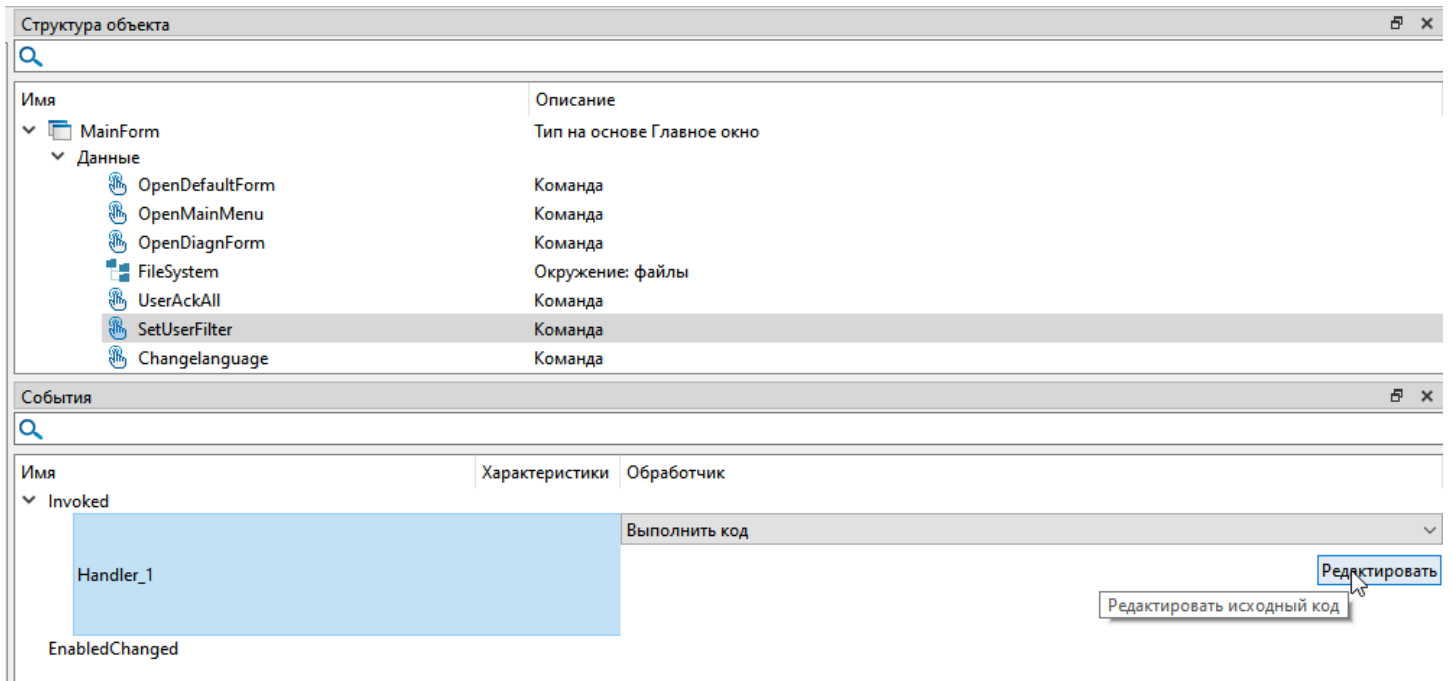 Структура объекта
Имя Описание
MainForm Тип на основе Главное окно
Данные
OpenDefaultForm Команда
OpenMainMenu Команда
OpenDiagnForm Команда
FileSystem Окружение: файлы
UserAckAll Команда
SetUserFilter Команда
Changelanguage Команда
События
Имя Характеристики Обработчик
Invoked
Выполнить код
Handler_1 Редактировать
Редактировать исходный код
EnabledChanged